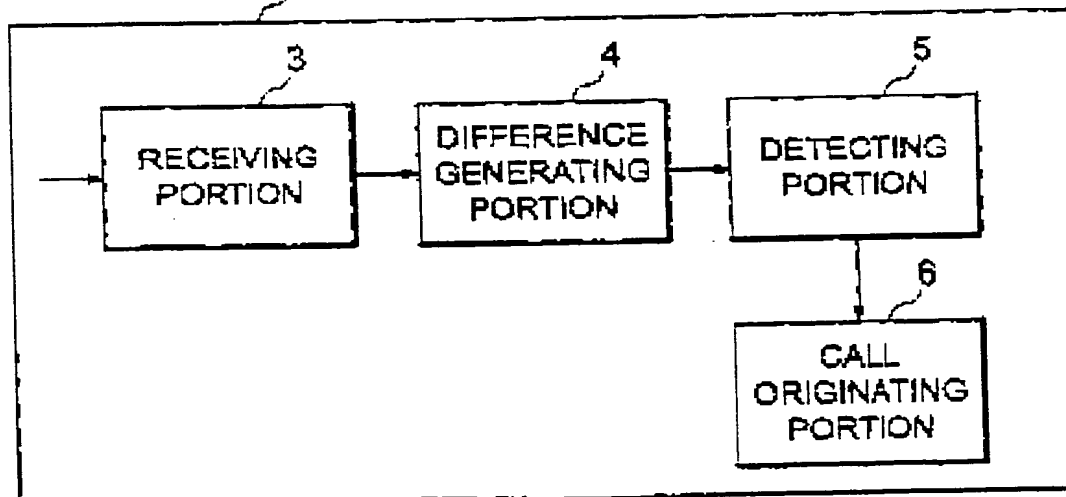 3
RECEIVING
PORTION
4
DIFFERENCE
GENERATING
PORTION
5
DETECTING
PORTION
6
CALL
ORIGINATING
PORTION